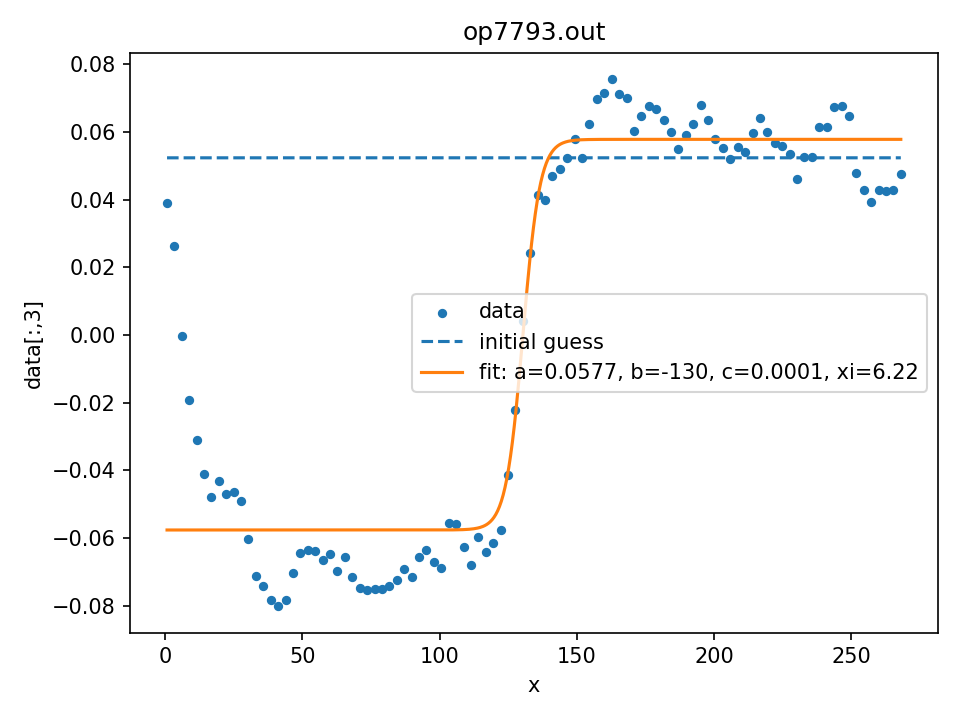 op7793.out
0.08
0.06
0.04
0.02
0.00
−0.02
−0.04
−0.06
−0.08
data[:,3]
data
initial guess
fit: a=0.0577, b=-130, c=0.0001, xi=6.22
0 50 100 150 200 250
x